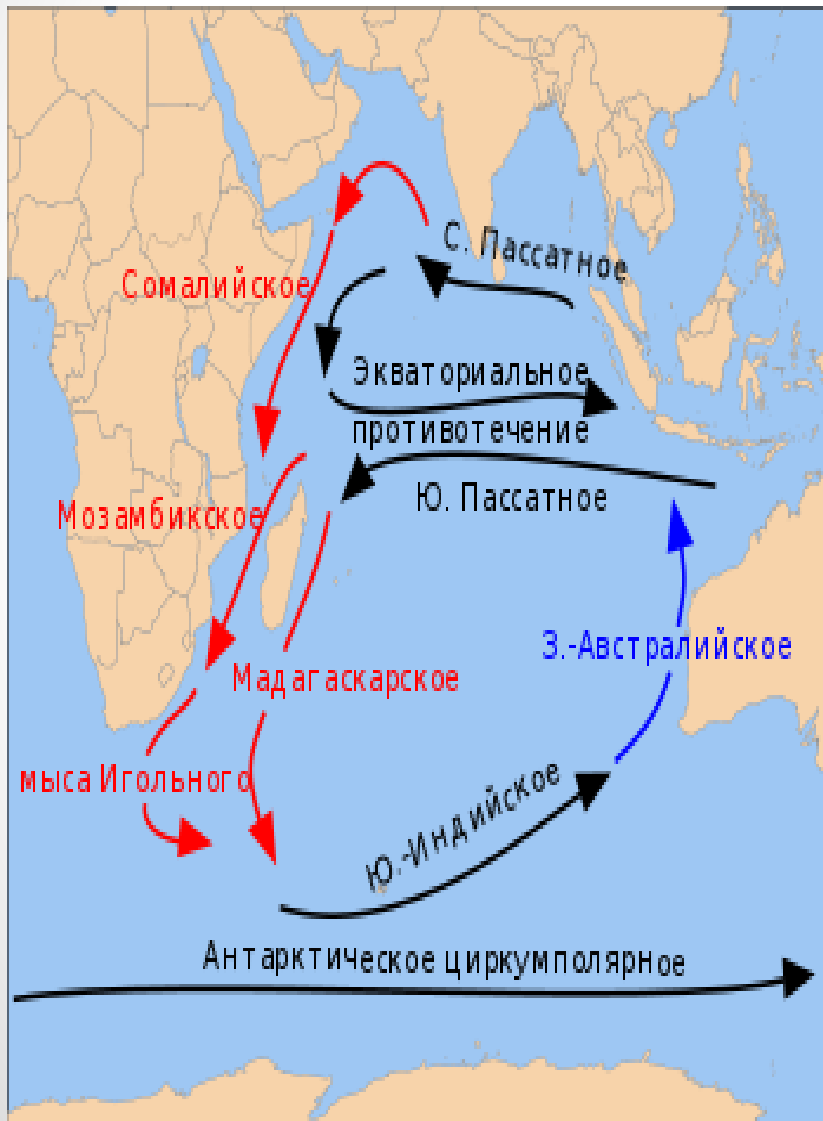 С. Пассатное
Сомалийское
Экваториальное
противотечение
Ю. Пассатное
Мозамбикское
З.-Австралийское
Мадагаскарское
мыса Игольного
Ю.-Индийское
Антарктическое циркумполярное